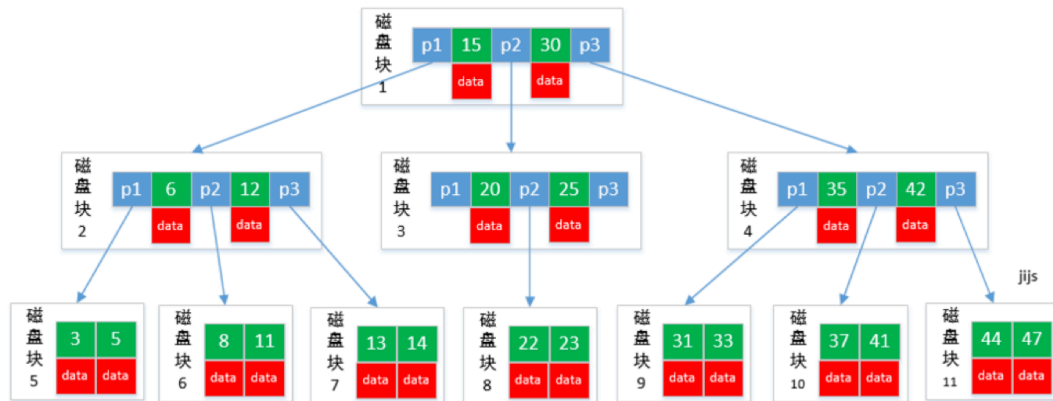 磁盘块1
p1 15 p2 30 p3
data data
磁盘块2
p1 6 p2 12 p3
data data
磁盘块3
p1 20 p2 25 p3
data data
磁盘块4
p1 35 p2 42 p3
data data
jijs
磁盘块5
3 5
data data
磁盘块6
8 11
data data
磁盘块7
13 14
data data
磁盘块8
22 23
data data
磁盘块9
31 33
data data
磁盘块10
37 41
data data
磁盘块11
44 47
data data